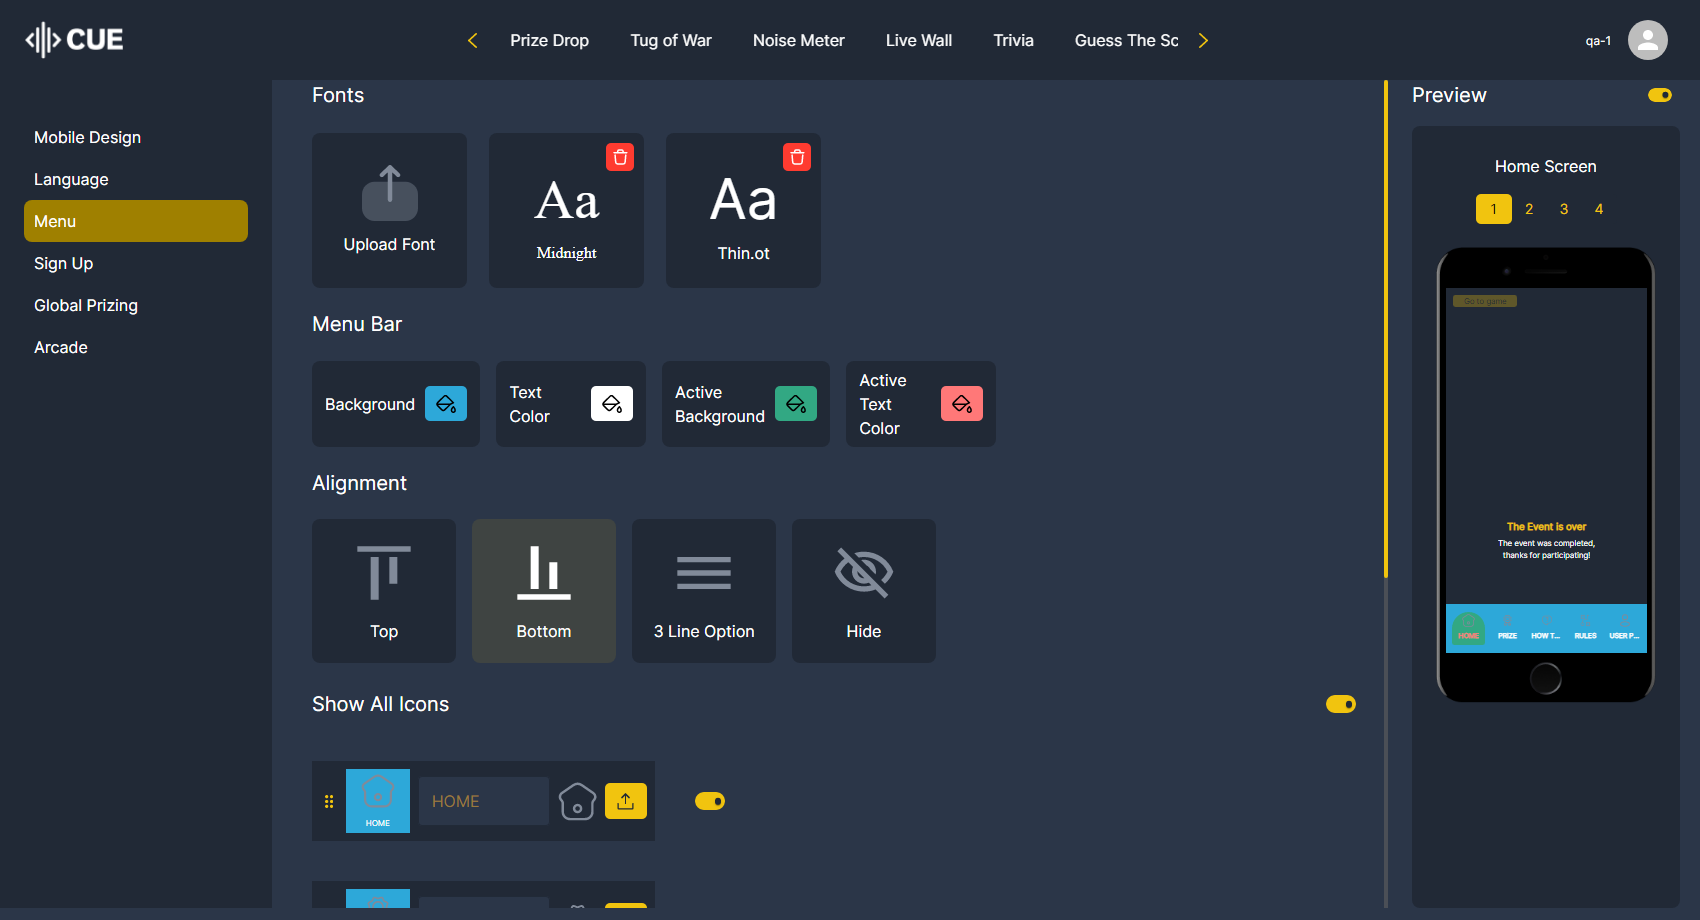 CUE
Prize Drop
Tug of War
Noise Meter
Live Wall
Trivia
Guess The Sc
qa-1
Mobile Design
Language
Menu
Sign Up
Global Prizing
Arcade
Fonts
Upload Font
Aa
Midnight
Aa
Thin.ot
Menu Bar
Background
Text
Color
Active
Background
Active
Text
Color
Alignment
Top
Bottom
3 Line Option
Hide
Show All Icons
HOME
HOME
Preview
Home Screen
1 2 3 4
Go to game
The Event is over
The event was completed,
thanks for participating!
HOME PRIZE HOW T... RULES USER P...